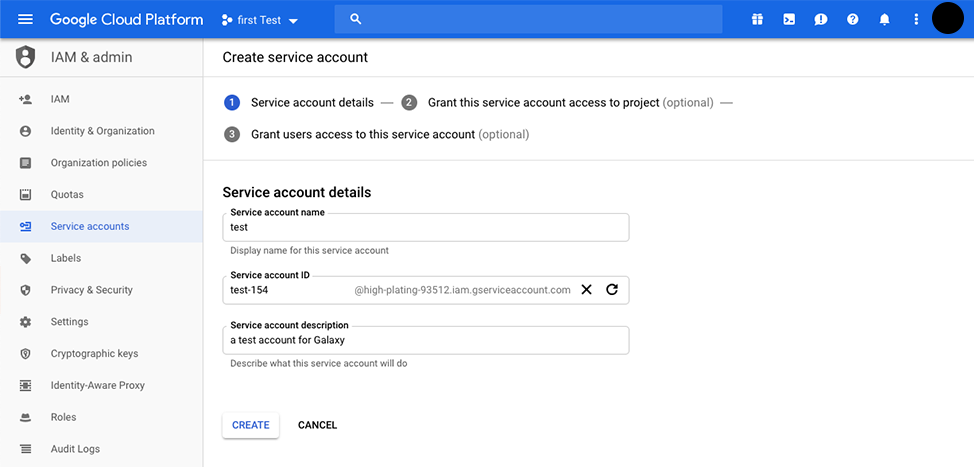 Google Cloud Platform
first Test
IAM & admin
Create service account
IAM
Identity & Organization
Organization policies
Quotas
Service accounts
Labels
Privacy & Security
Settings
Cryptographic keys
Identity-Aware Proxy
Roles
Audit Logs
1 Service account details — 2 Grant this service account access to project (optional) —
3 Grant users access to this service account (optional)
Service account details
Service account name
test
Display name for this service account
Service account ID
test-154 @high-plating-93512.iam.gserviceaccount.com
Service account description
a test account for Galaxy
Describe what this service account will do
CREATE CANCEL